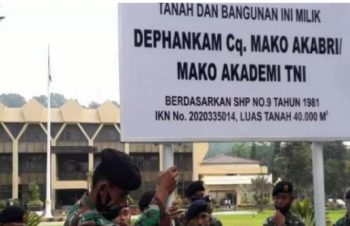 TANAH DAN BANGUNAN INI MILIK
DEPHANKAM Cq. MAKO AKABRI/
MAKO AKADEMI TNI
BERDASARKAN SHP NO.9 TAHUN 1981
IKN No. 2020335014, LUAS TANAH 40.000 M²